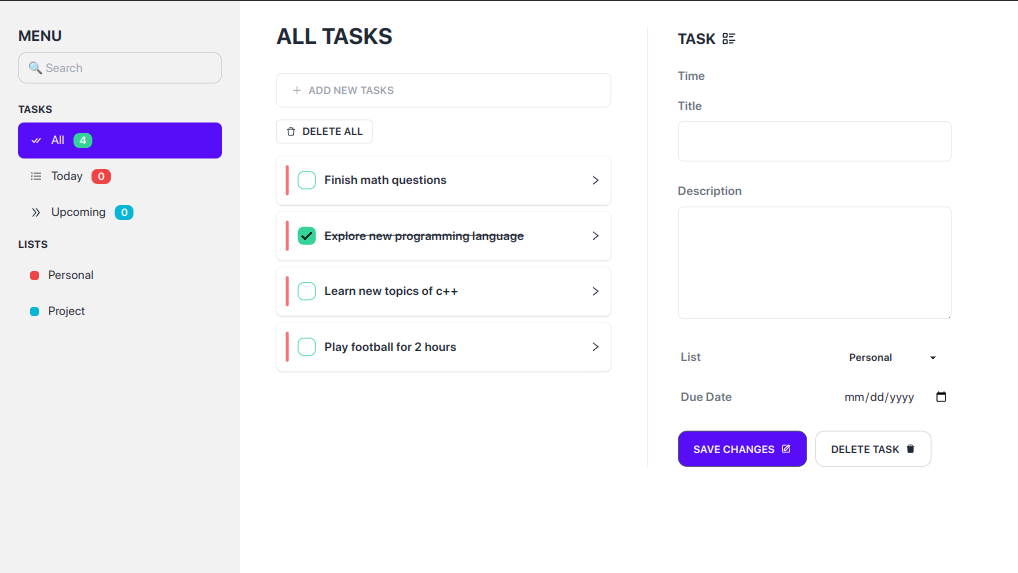 MENU
Search
TASKS
All 4
Today 0
Upcoming 0
LISTS
Personal
Project
ALL TASKS
+ ADD NEW TASKS
DELETE ALL
Finish math questions
Explore new programming language
Learn new topics of c++
Play football for 2 hours
TASK
Time
Title
Description
List Personal
Due Date mm/dd/yyyy
SAVE CHANGES DELETE TASK